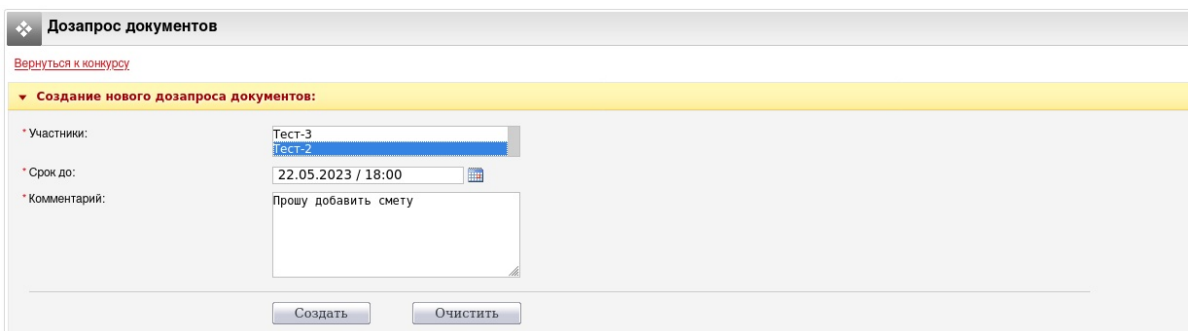 Дозапрос документов
Вернуться к конкурсу
Создание нового дозапроса документов:
* Участники:
Тест-3
Тест-2
* Срок до:
22.05.2023 / 18:00
* Комментарий:
Прошу добавить смету
Создать
Очистить